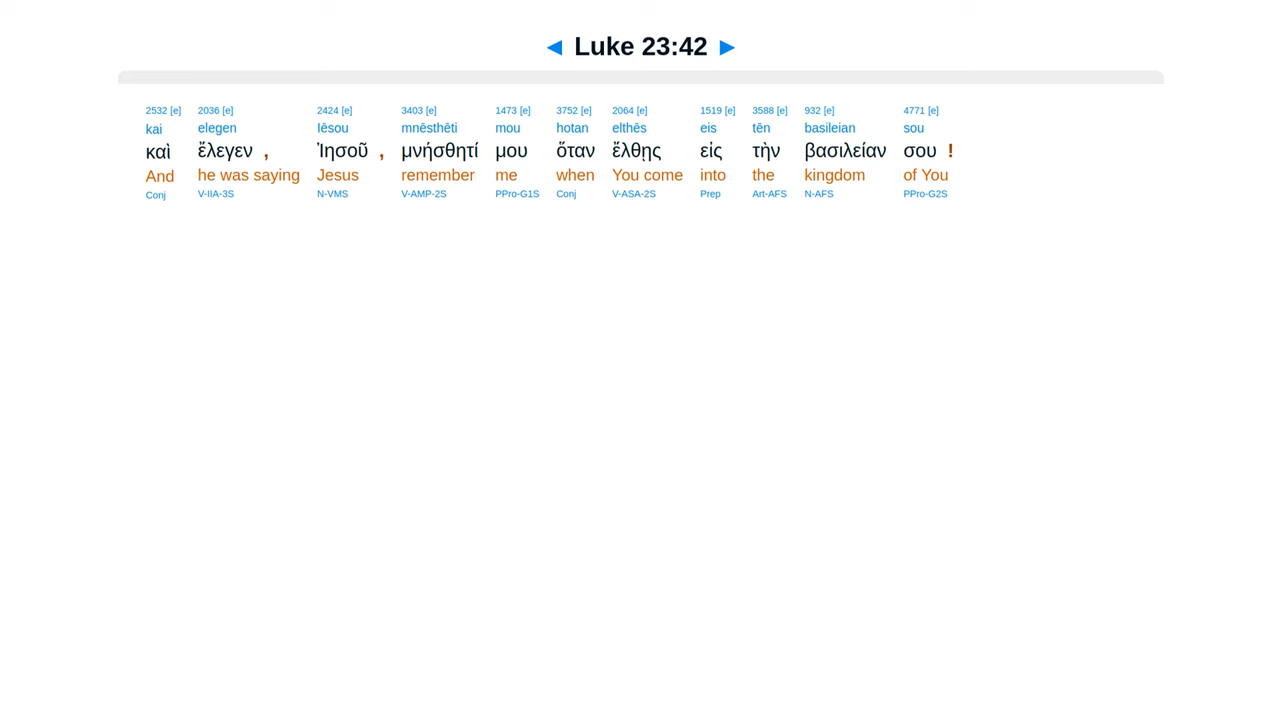 ◄ Luke 23:42 ►
2532 [e] 2036 [e] 2424 [e] 3403 [e] 1473 [e] 3752 [e] 2064 [e] 1519 [e] 3588 [e] 932 [e] 4771 [e]
kai elegen Iēsou mnēsthēti mou hotan elthēs eis tēn basileian sou
καὶ ἔλεγεν , Ἰησοῦ , μνήσθητί μου ὅταν ἔλθῃς εἰς τὴν βασιλείαν σου !
And he was saying Jesus remember me when You come into the kingdom of You
Conj V-IIA-3S N-VMS V-AMP-2S PPro-G1S Conj V-ASA-2S Prep Art-AFS N-AFS PPro-G2S